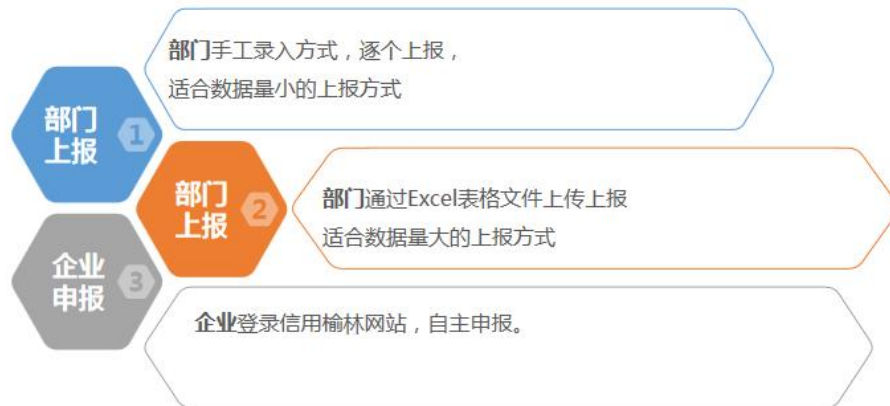 部门手工录入方式，逐个上报，
适合数据量小的上报方式
部门
上报
1
部门
上报
2
部门通过Excel表格文件上传上报
适合数据量大的上报方式
企业
申报
3
企业登录信用榆林网站，自主申报。